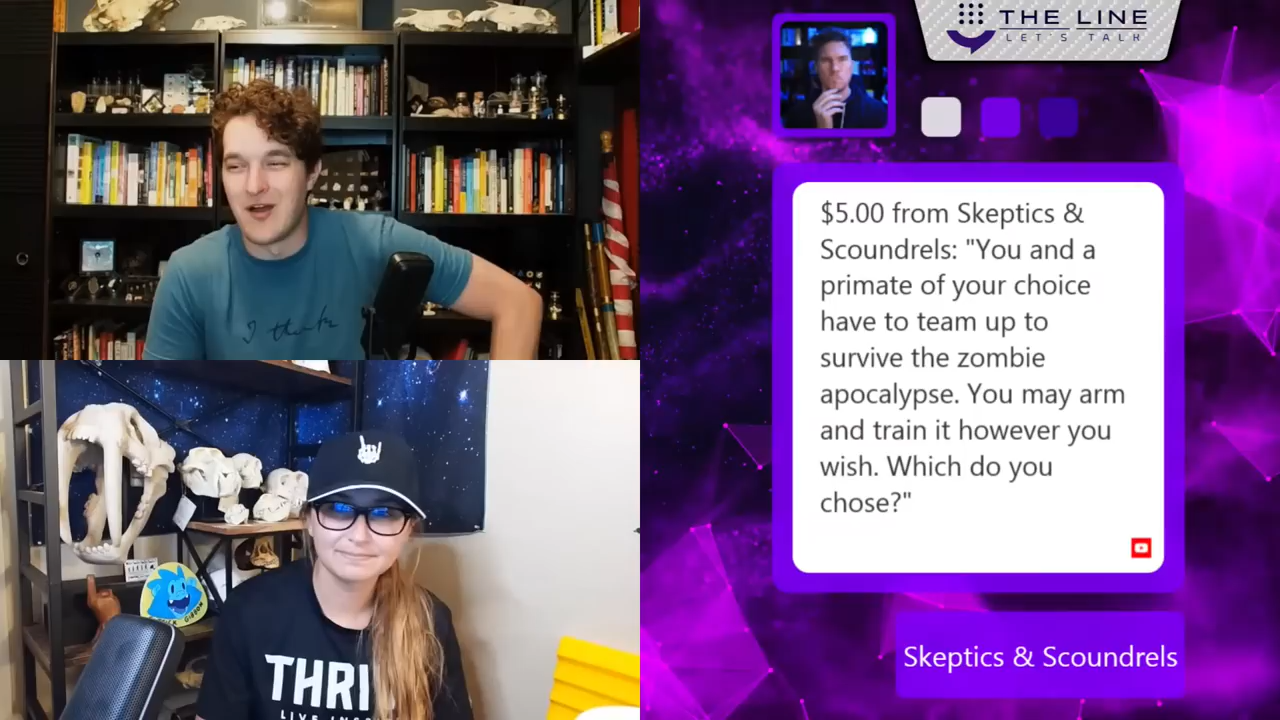 THE LINE
LET'S TALK
$5.00 from Skeptics &
Scoundrels: "You and a
primate of your choice
have to team up to
survive the zombie
apocalypse. You may arm
and train it however you
wish. Which do you
chose?"
Skeptics & Scoundrels
I think
THRI